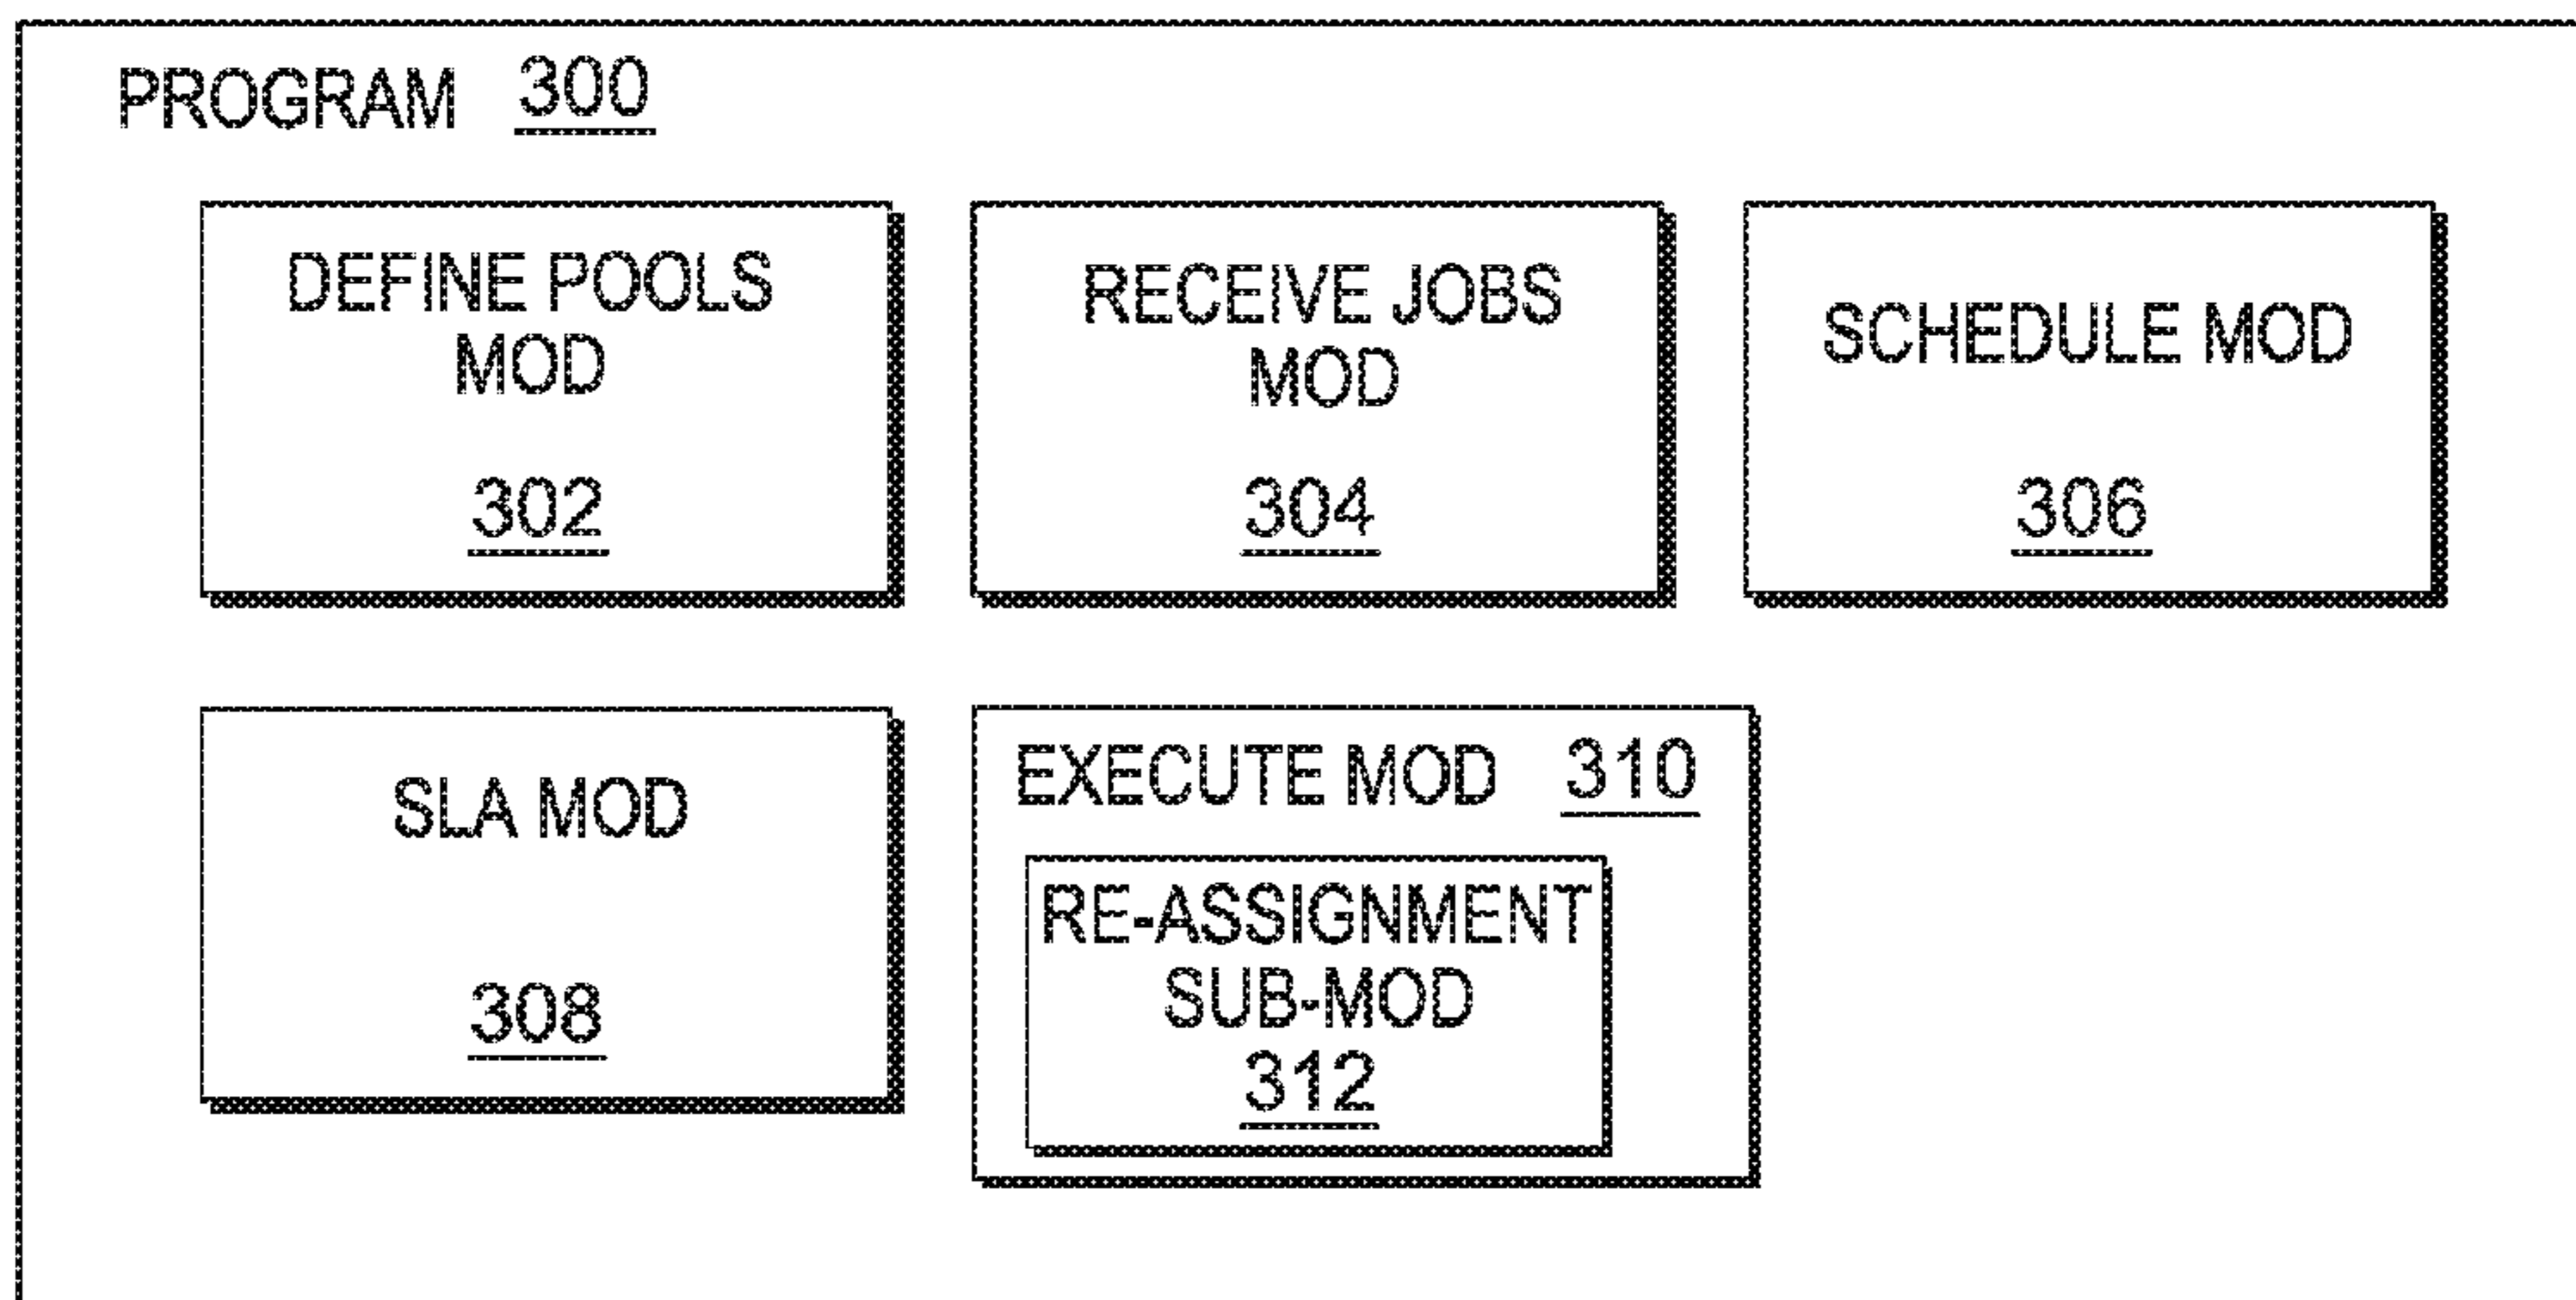 PROGRAM 300
DEFINE POOLS
MOD
302
RECEIVE JOBS
MOD
304
SCHEDULE MOD
306
SLA MOD
308
EXECUTE MOD 310
RE-ASSIGNMENT
SUB-MOD
312